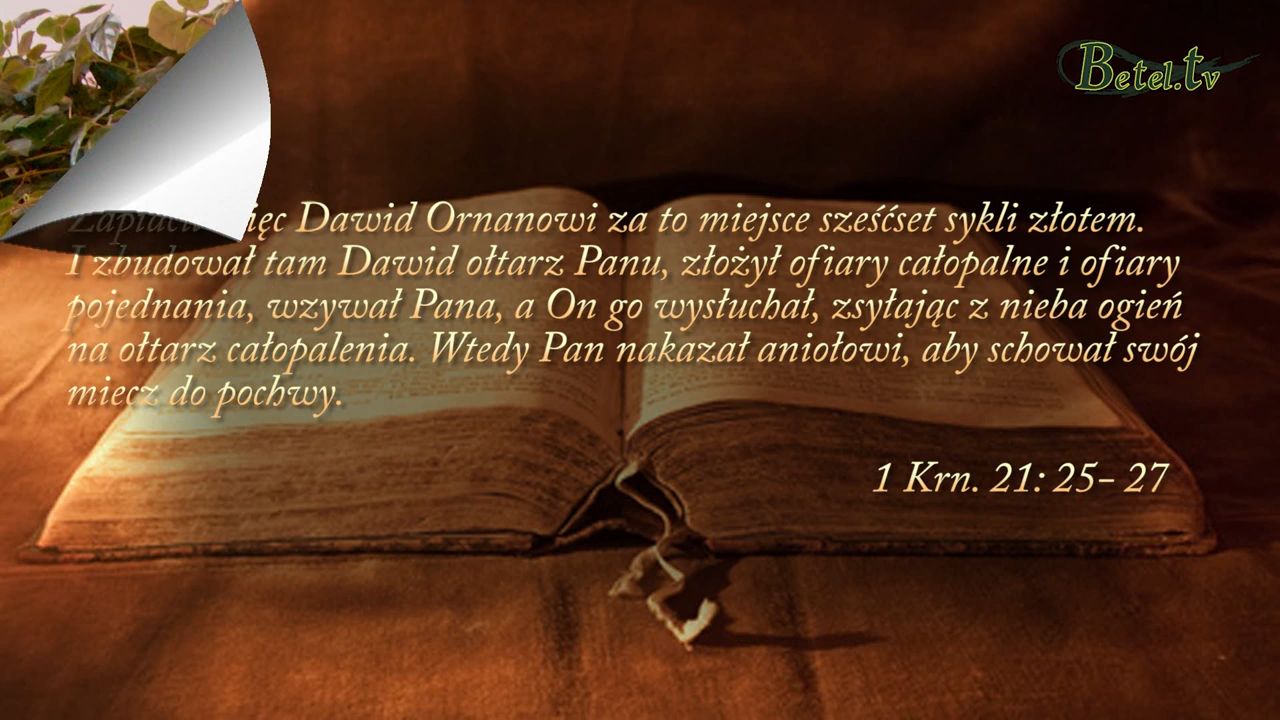 Betel.tv
Zapłacił więc Dawid Ornanowi za to miejsce sześćset sykli złotem.
I zbudował tam Dawid ołtarz Panu, złożył ofiary całopalne i ofiary
pojednania, wzywał Pana, a On go wysłuchał, zsyłając z nieba ogień
na ołtarz całopalenia. Wtedy Pan nakazał aniołowi, aby schował swój
miecz do pochwy.
1 Krn. 21: 25- 27